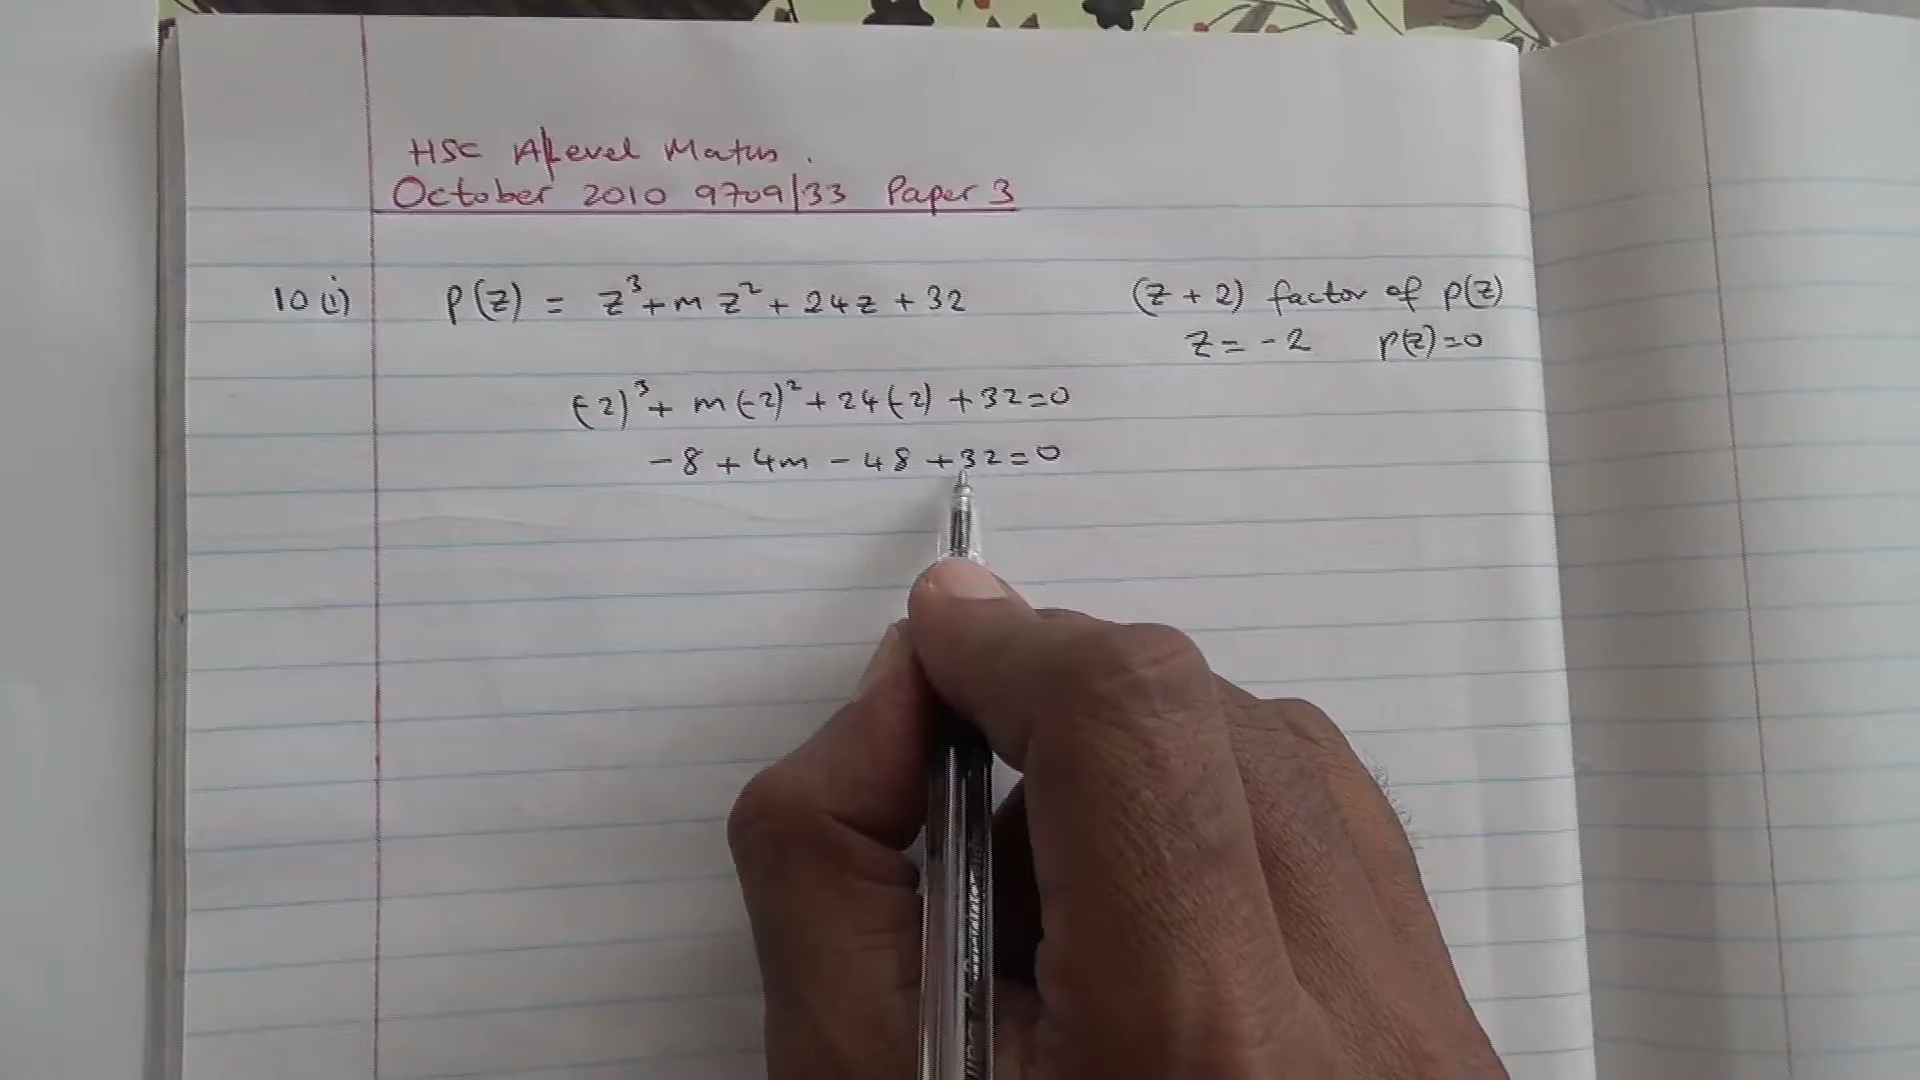 HSC A Level Maths.
October 2010 9709/33 Paper 3
10 (i) P(z) = z³ + m z² + 24z + 32 (z + 2) factor of p(z)
z = -2 p(z) = 0
(-2)³ + m(-2)² + 24(-2) + 32 = 0
-8 + 4m - 48 + 32 = 0